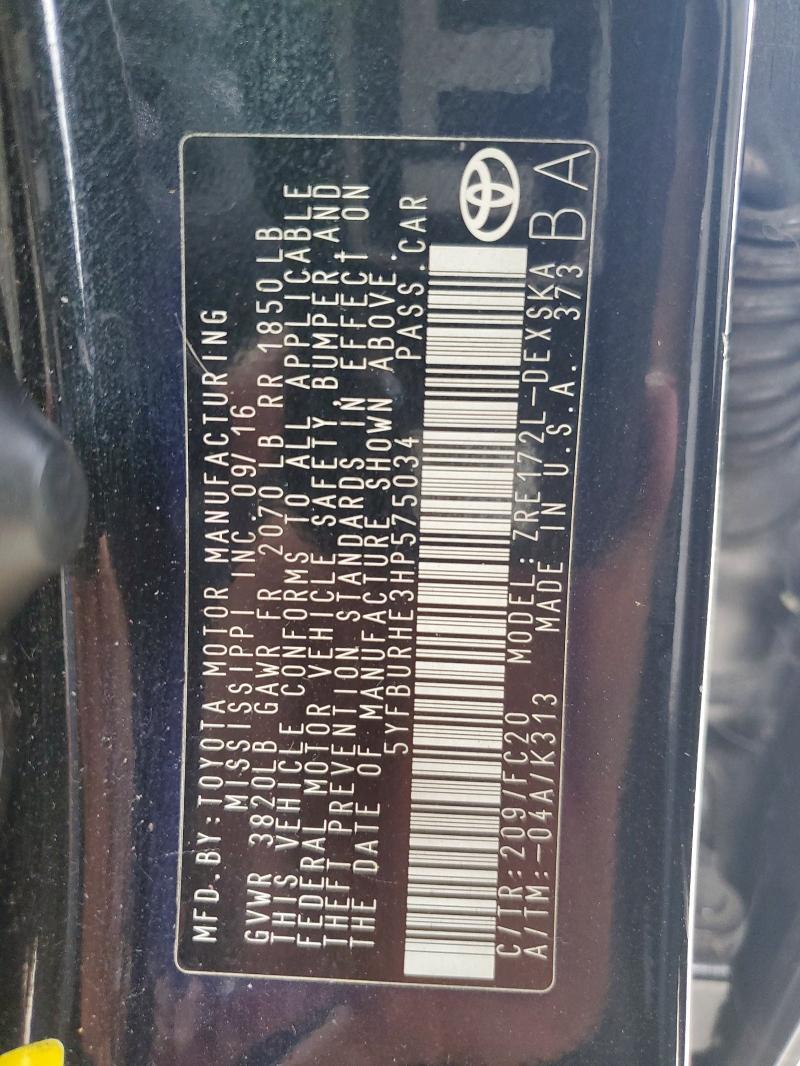 MFD.BY:TOYOTA MOTOR MANUFACTURING
MISSISSIPPI INC 09/16
GVWR 3820LB GAWR FR 2070 LB RR 1850 LB
THIS VEHICLE CONFORMS TO ALL APPLICABLE
FEDERAL MOTOR VEHICLE SAFETY, BUMPER AND
THEFT PREVENTION STANDARDS IN EFFECT ON
THE DATE OF MANUFACTURE SHOWN ABOVE.
5YFBURHE3HP575034 PASS.CAR
C/TR:209/FC20 MODEL:ZRE172L-DEXSKA
A/TM:-04A/K313 MADE IN U.S.A. 373
BA